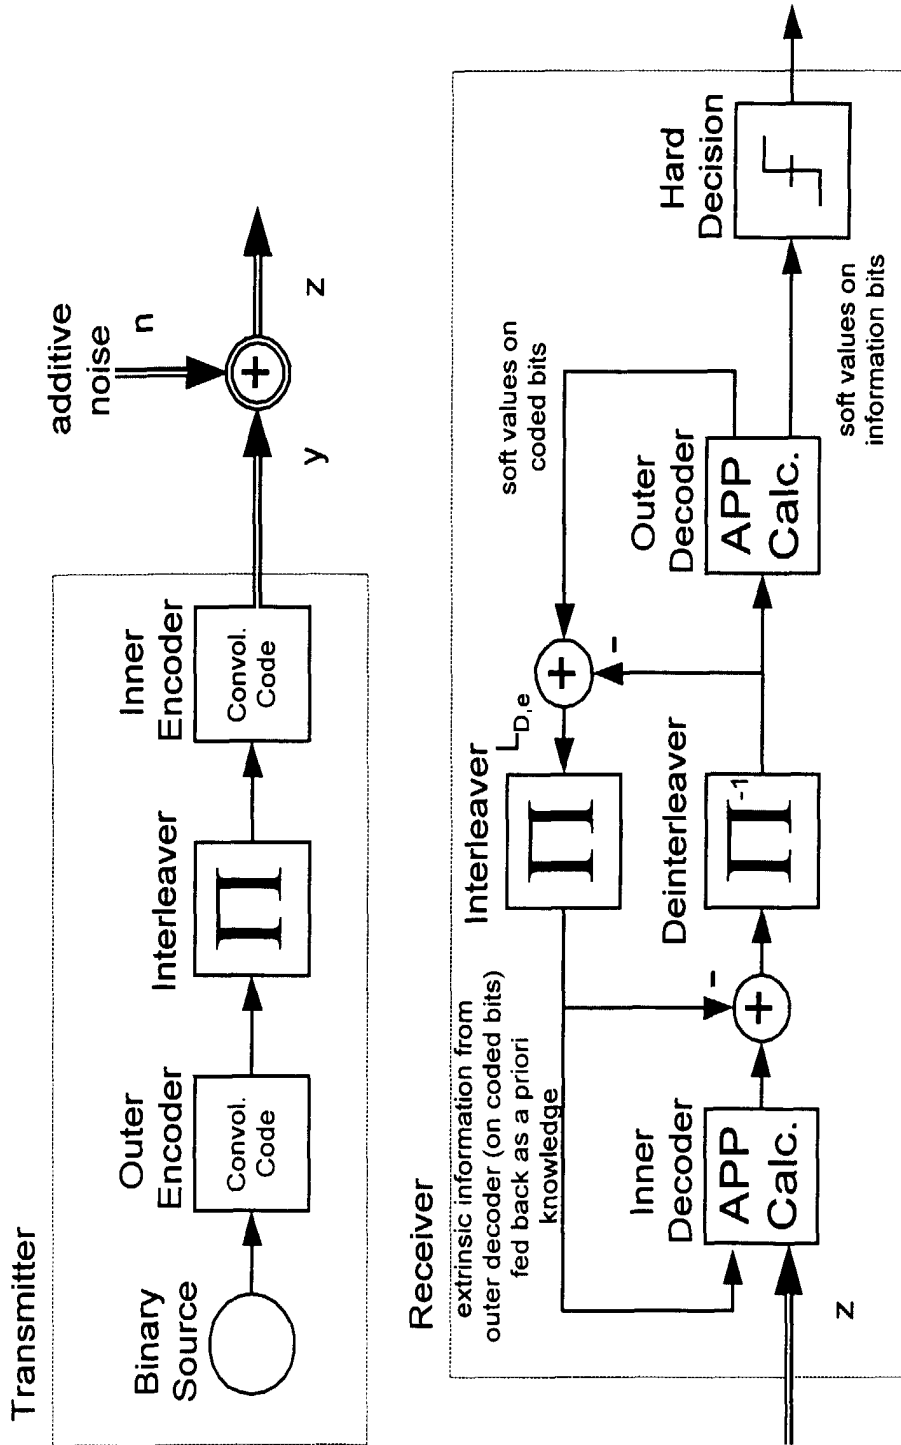 Transmitter
Binary
Source
Outer
Encoder
Convol.
Code
Interleaver
Π
Inner
Encoder
Convol.
Code
y
additive
noise
n
+
z
Receiver
extrinsic information from
outer decoder (on coded bits)
fed back as a priori
knowledge
z
Inner
Decoder
APP
Calc.
+
-
Deinterleaver
Π-1
Interleaver
Π
LD,e
+
-
soft values on
coded bits
Outer
Decoder
APP
Calc.
soft values on
information bits
Hard
Decision